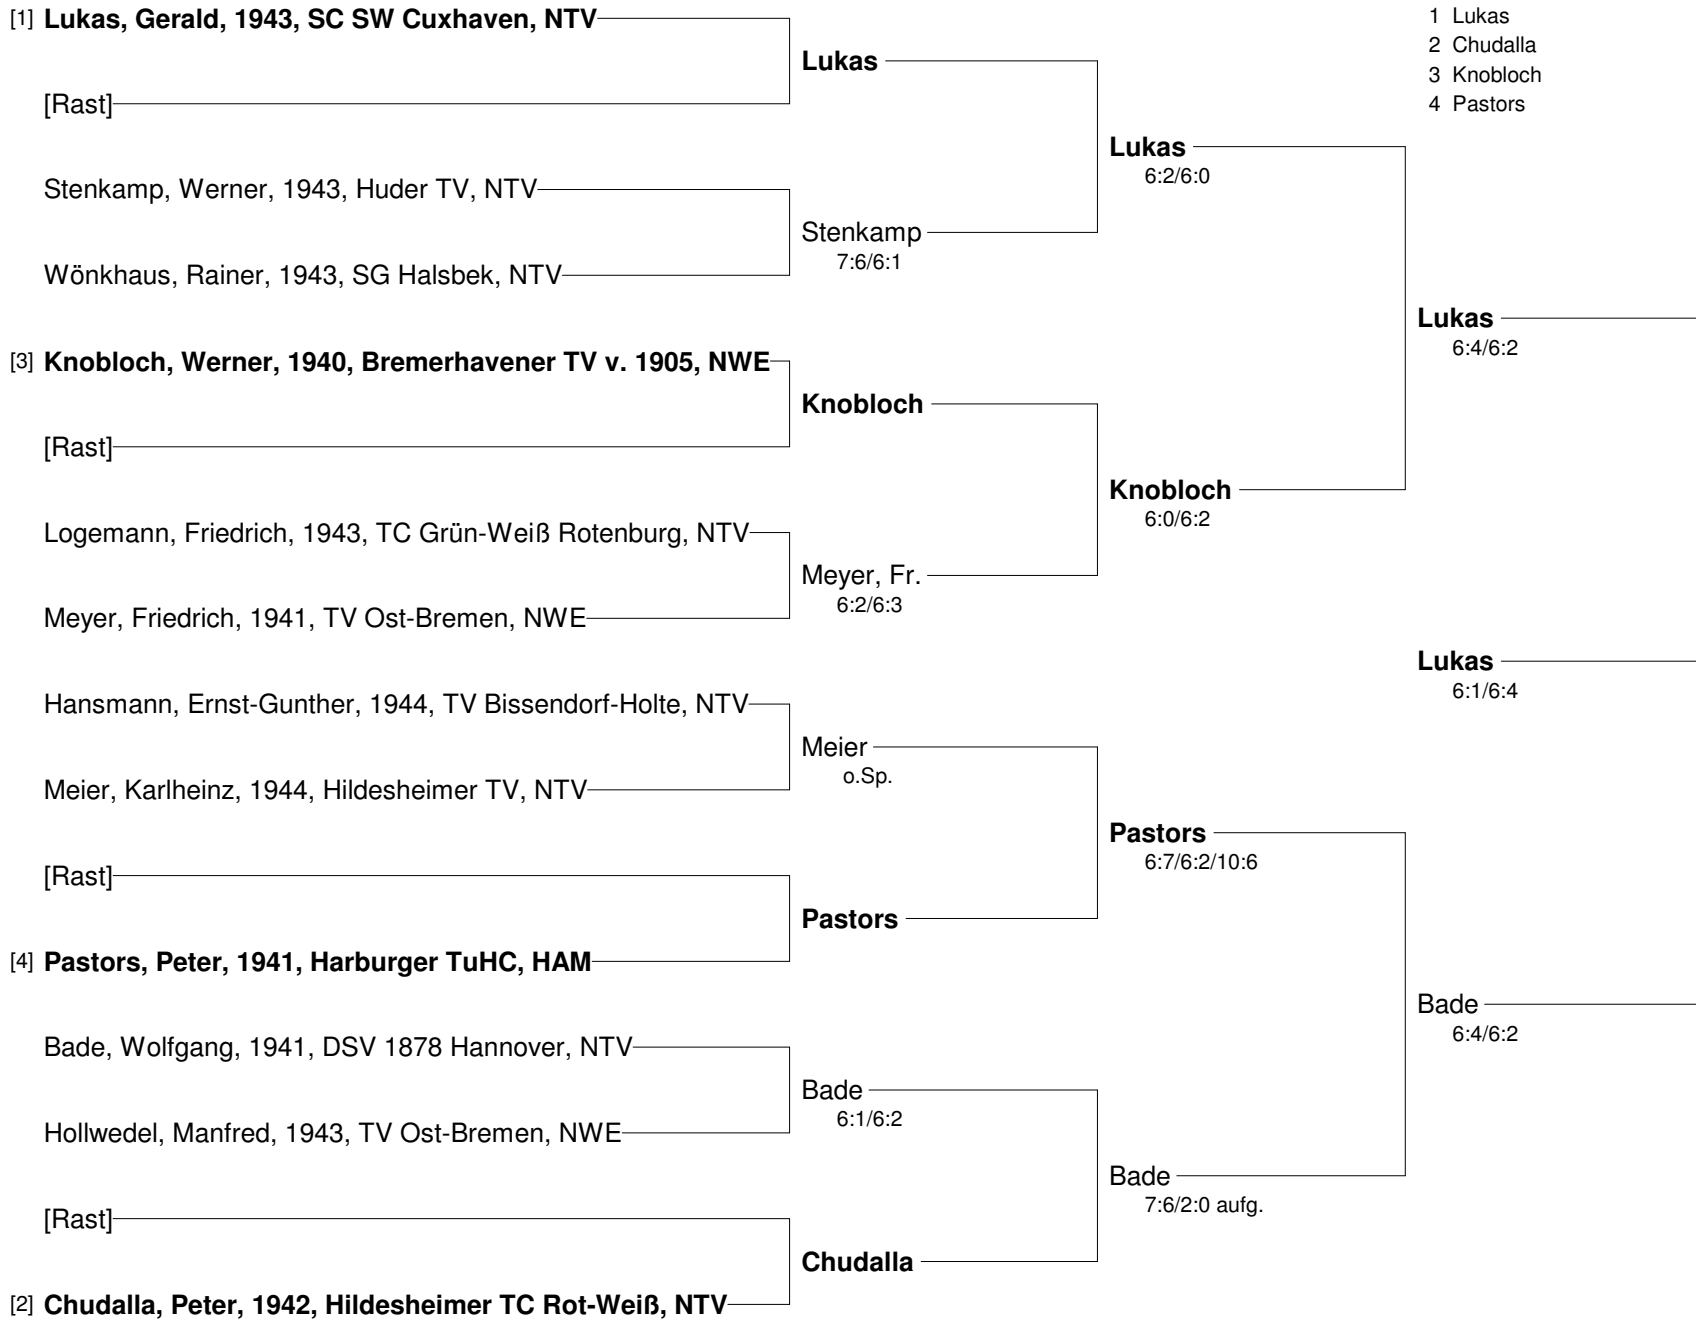 [1] Lukas, Gerald, 1943, SC SW Cuxhaven, NTV
[Rast]
Stenkamp, Werner, 1943, Huder TV, NTV
Wönkhaus, Rainer, 1943, SG Halsbek, NTV
[3] Knobloch, Werner, 1940, Bremerhavener TV v. 1905, NWE
[Rast]
Logemann, Friedrich, 1943, TC Grün-Weiß Rotenburg, NTV
Meyer, Friedrich, 1941, TV Ost-Bremen, NWE
Hansmann, Ernst-Gunther, 1944, TV Bissendorf-Holte, NTV
Meier, Karlheinz, 1944, Hildesheimer TV, NTV
[Rast]
[4] Pastors, Peter, 1941, Harburger TuHC, HAM
Bade, Wolfgang, 1941, DSV 1878 Hannover, NTV
Hollwedel, Manfred, 1943, TV Ost-Bremen, NWE
[Rast]
[2] Chudalla, Peter, 1942, Hildesheimer TC Rot-Weiß, NTV
Lukas
Stenkamp
7:6/6:1
Knobloch
Meyer, Fr.
6:2/6:3
Meier
o.Sp.
Pastors
Bade
6:1/6:2
Chudalla
Lukas
6:2/6:0
Knobloch
6:0/6:2
Pastors
6:7/6:2/10:6
Bade
7:6/2:0 aufg.
1 Lukas
2 Chudalla
3 Knobloch
4 Pastors
Lukas
6:4/6:2
Lukas
6:1/6:4
Bade
6:4/6:2